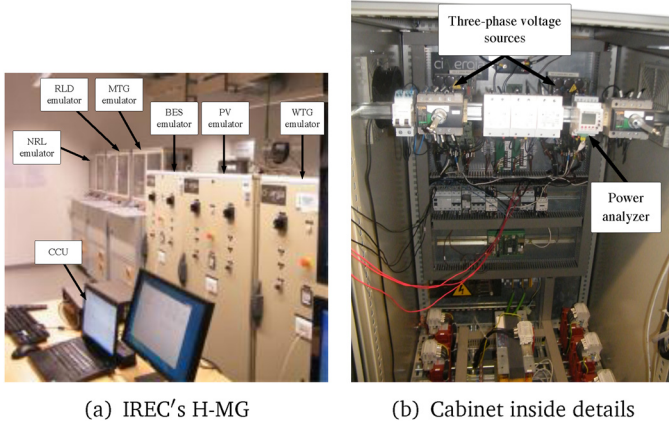 RLD
emulator
MTG
emulator
BES
emulator
PV
emulator
WTG
emulator
NRL
emulator
CCU
Three-phase voltage
sources
Power
analyzer
(a) IREC's H-MG
(b) Cabinet inside details